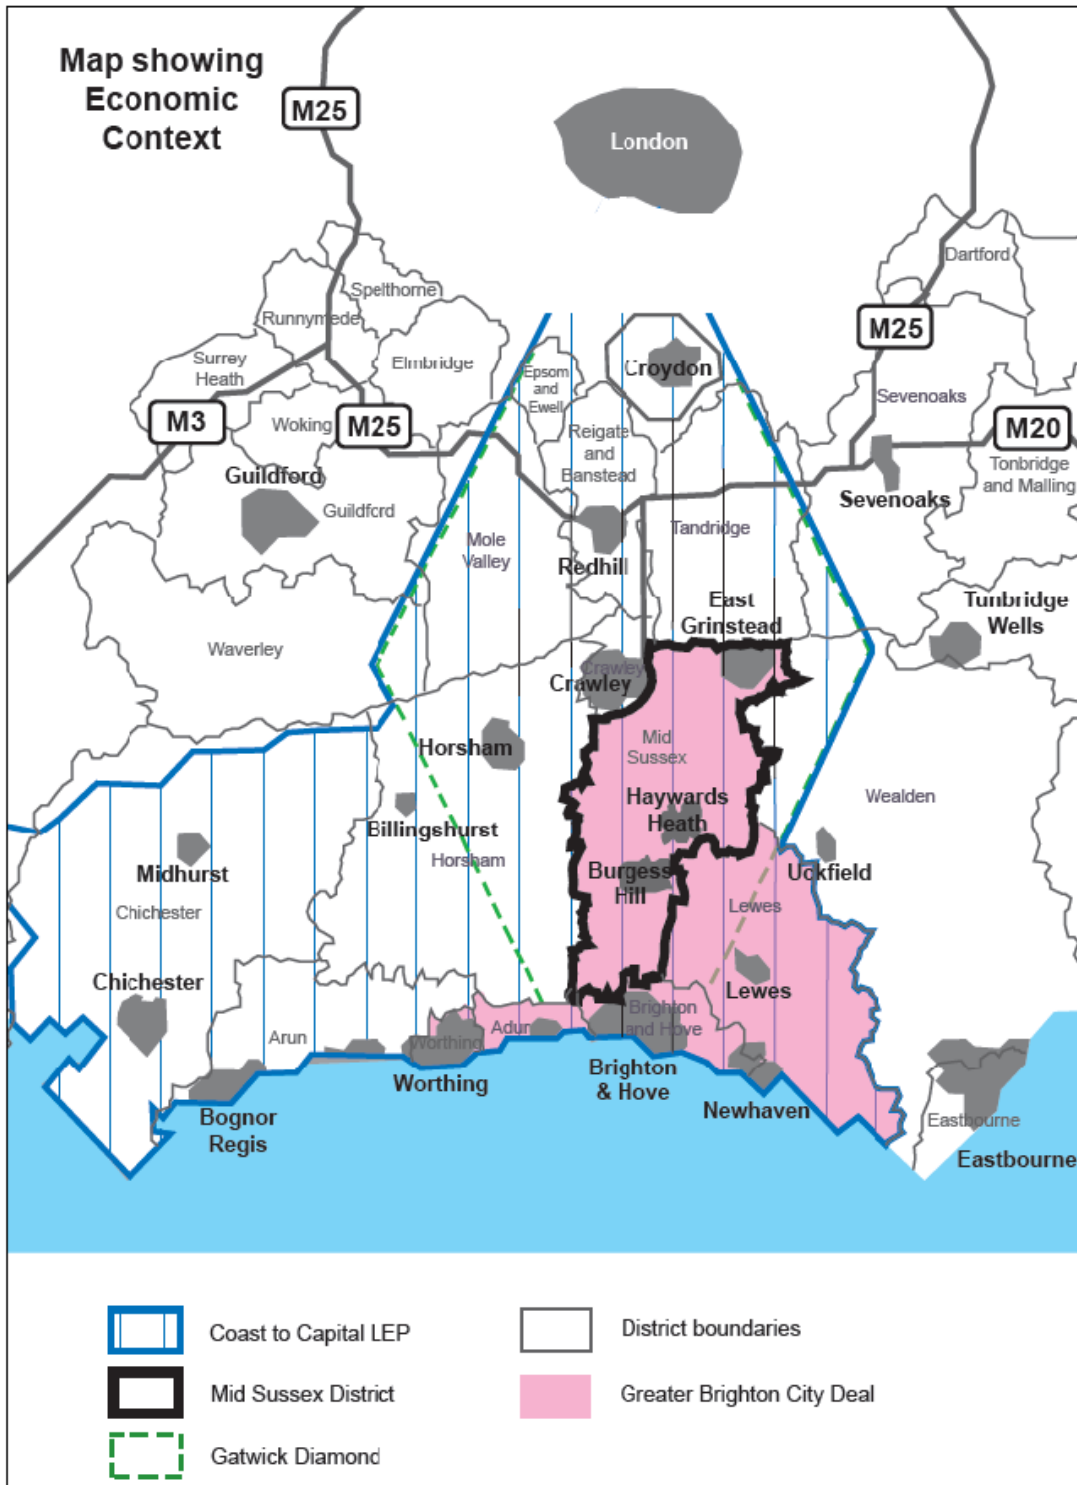 Map showing
Economic
Context
M25
London
Dartford
Spelthorne
Runnymede
M25
Surrey
Heath
Elmbridge
Epsom
and
Ewell
Croydon
Sevenoaks
M3
Woking
M25
Reigate
and
Banstead
M20
Tonbridge
and Malling
Guildford
Guildford
Sevenoaks
Mole
Valley
Tandridge
Redhill
East
Grinstead
Tunbridge
Wells
Waverley
Crawley
Crawley
Horsham
Mid
Sussex
Haywards
Heath
Wealden
Billingshurst
Horsham
Midhurst
Burgess
Hill
Uckfield
Chichester
Lewes
Chichester
Lewes
Arun
Worthing
Adur
Brighton
and Hove
Worthing
Brighton
& Hove
Newhaven
Bognor
Regis
Eastbourne
Eastbourne
Coast to Capital LEP
District boundaries
Mid Sussex District
Greater Brighton City Deal
Gatwick Diamond